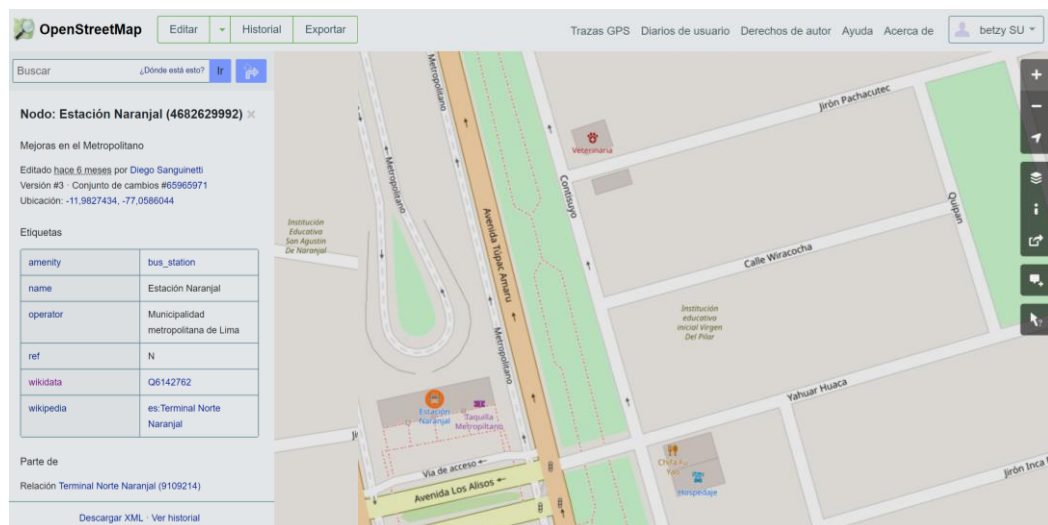 OpenStreetMap
Editar
Historial
Exportar
Trazas GPS
Diarios de usuario
Derechos de autor
Ayuda
Acerca de
betzy SU
Buscar
¿Dónde está esto?
Ir
Nodo: Estación Naranjal (4682629992) ×
Mejoras en el Metropolitano
Editado hace 6 meses por Diego Sanguinetti
Versión #3 · Conjunto de cambios #65965971
Ubicación: -11,9827434, -77,0586044
Etiquetas
amenity bus_station
name Estación Naranjal
operator Municipalidad
metropolitana de Lima
ref N
wikidata Q6142762
wikipedia es:Terminal Norte
Naranjal
Parte de
Relación Terminal Norte Naranjal (9109214)
Descargar XML · Ver historial
Metropolitano
Metropolitano
Metropolitano
Avenida Túpac Amaru
Contisuyo
Veterinaria
Jirón Pachacutec
Quipan
Calle Wiracocha
Institución
Educativa
San Agustin
De Naranjal
Institución
educativa
inicial Virgen
Del Pilar
Yahuar Huaca
Estación
Naranjal
Taquilla
Metropiltano
Via de acceso
Avenida Los Alisos
Chifa Fu
Yao
Hospedaje
Jirón Inca